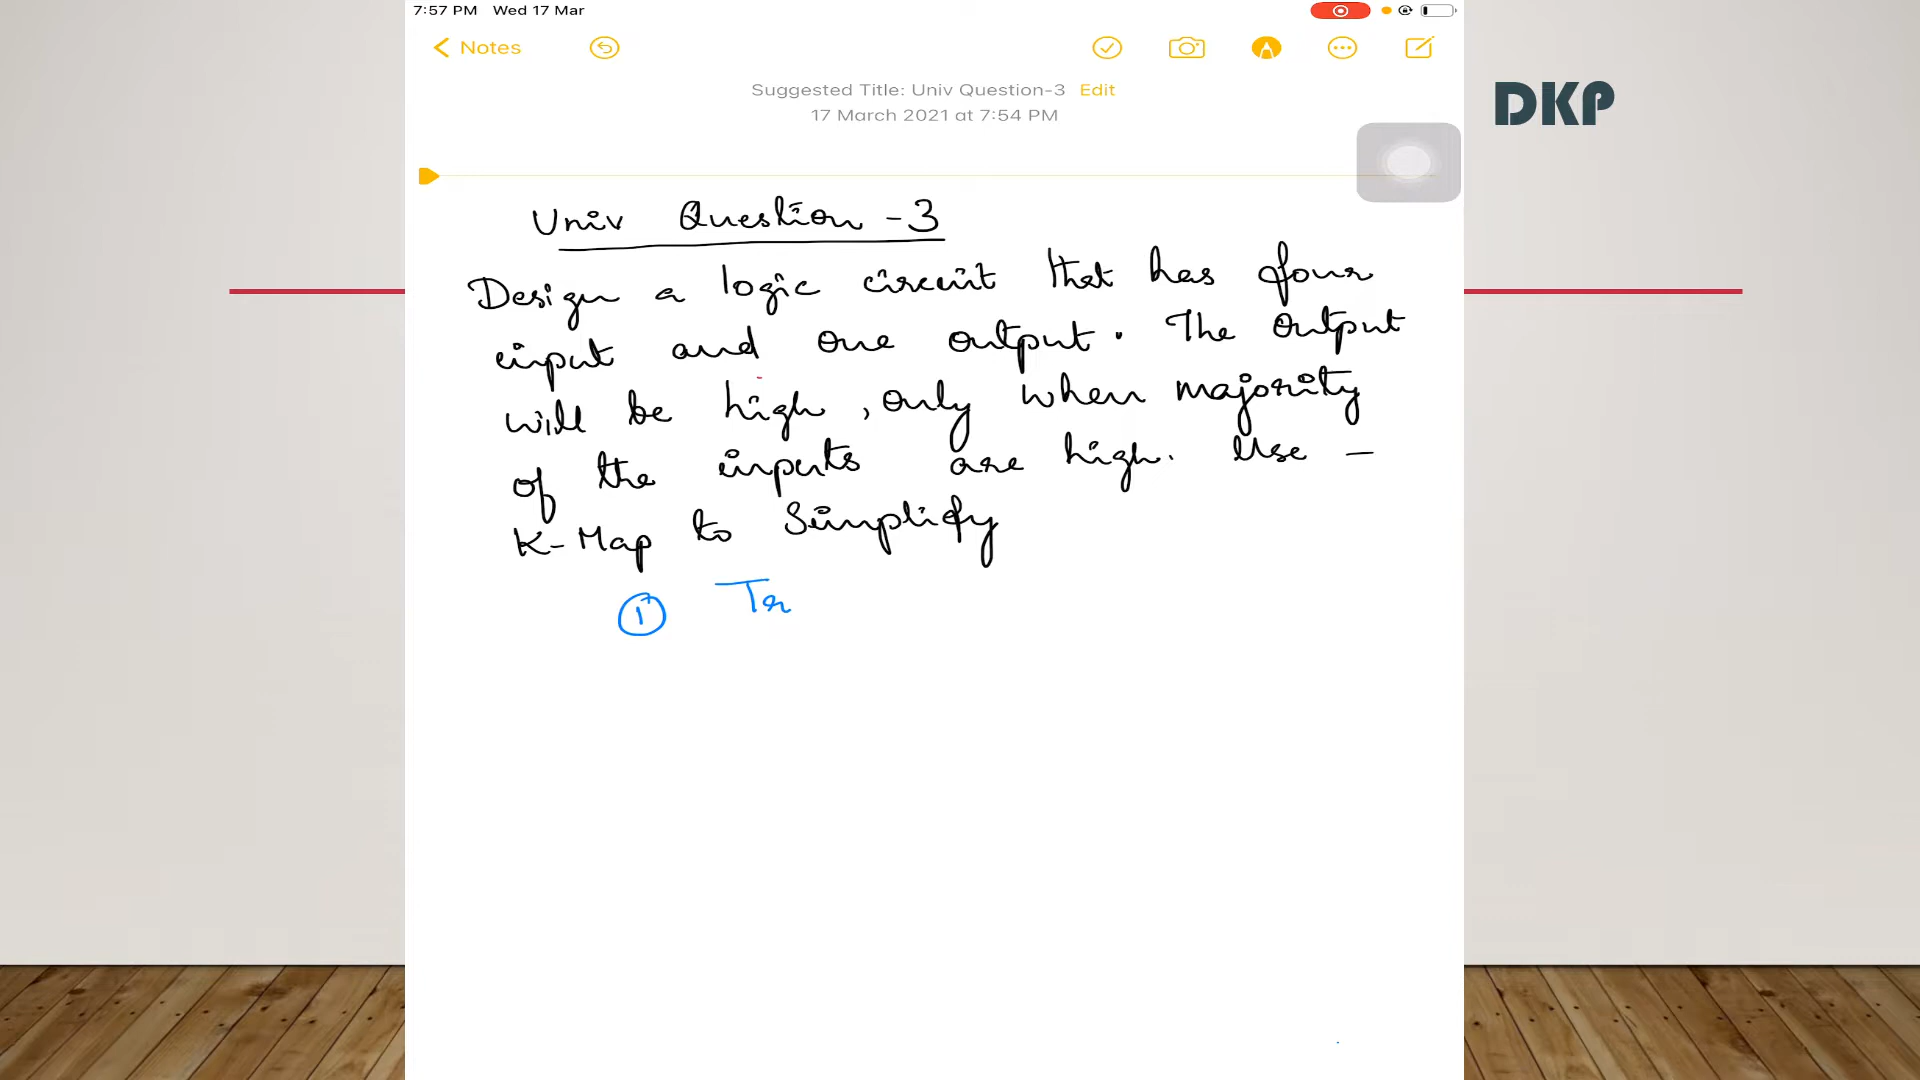 7:57 PM Wed 17 Mar
Notes
Suggested Title: Univ Question-3 Edit
17 March 2021 at 7:54 PM
DKP
Univ Question -3
Design a logic circuit that has four
input and one output. The output
will be high, only when majority
of the inputs are high. Use -
K-Map to Simplify
① Tr